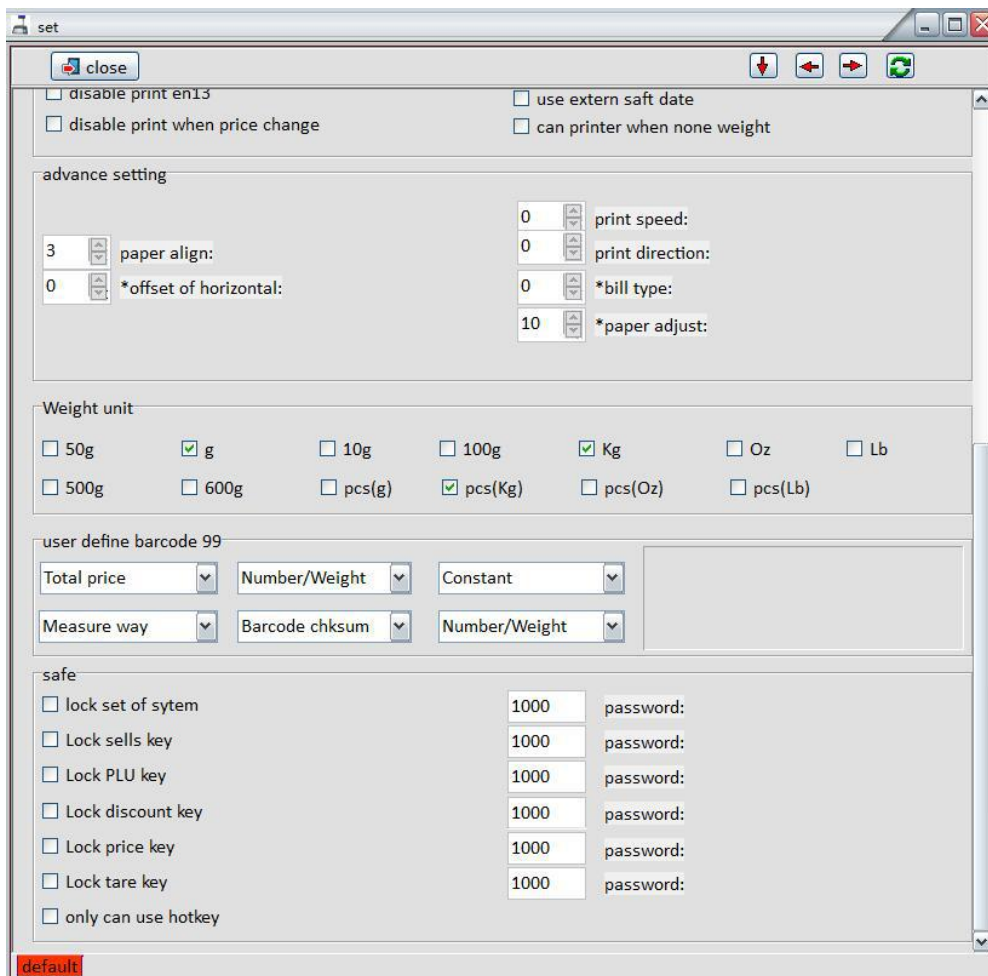 set
close
disable print en13
use extern saft date
disable print when price change
can printer when none weight
advance setting
0 print speed:
3 paper align:
0 print direction:
0 *offset of horizontal:
0 *bill type:
10 *paper adjust:
Weight unit
50g g 10g 100g Kg Oz Lb
500g 600g pcs(g) pcs(Kg) pcs(Oz) pcs(Lb)
user define barcode 99
Total price Number/Weight Constant
Measure way Barcode chksum Number/Weight
safe
lock set of sytem 1000 password:
Lock sells key 1000 password:
Lock PLU key 1000 password:
Lock discount key 1000 password:
Lock price key 1000 password:
Lock tare key 1000 password:
only can use hotkey
default